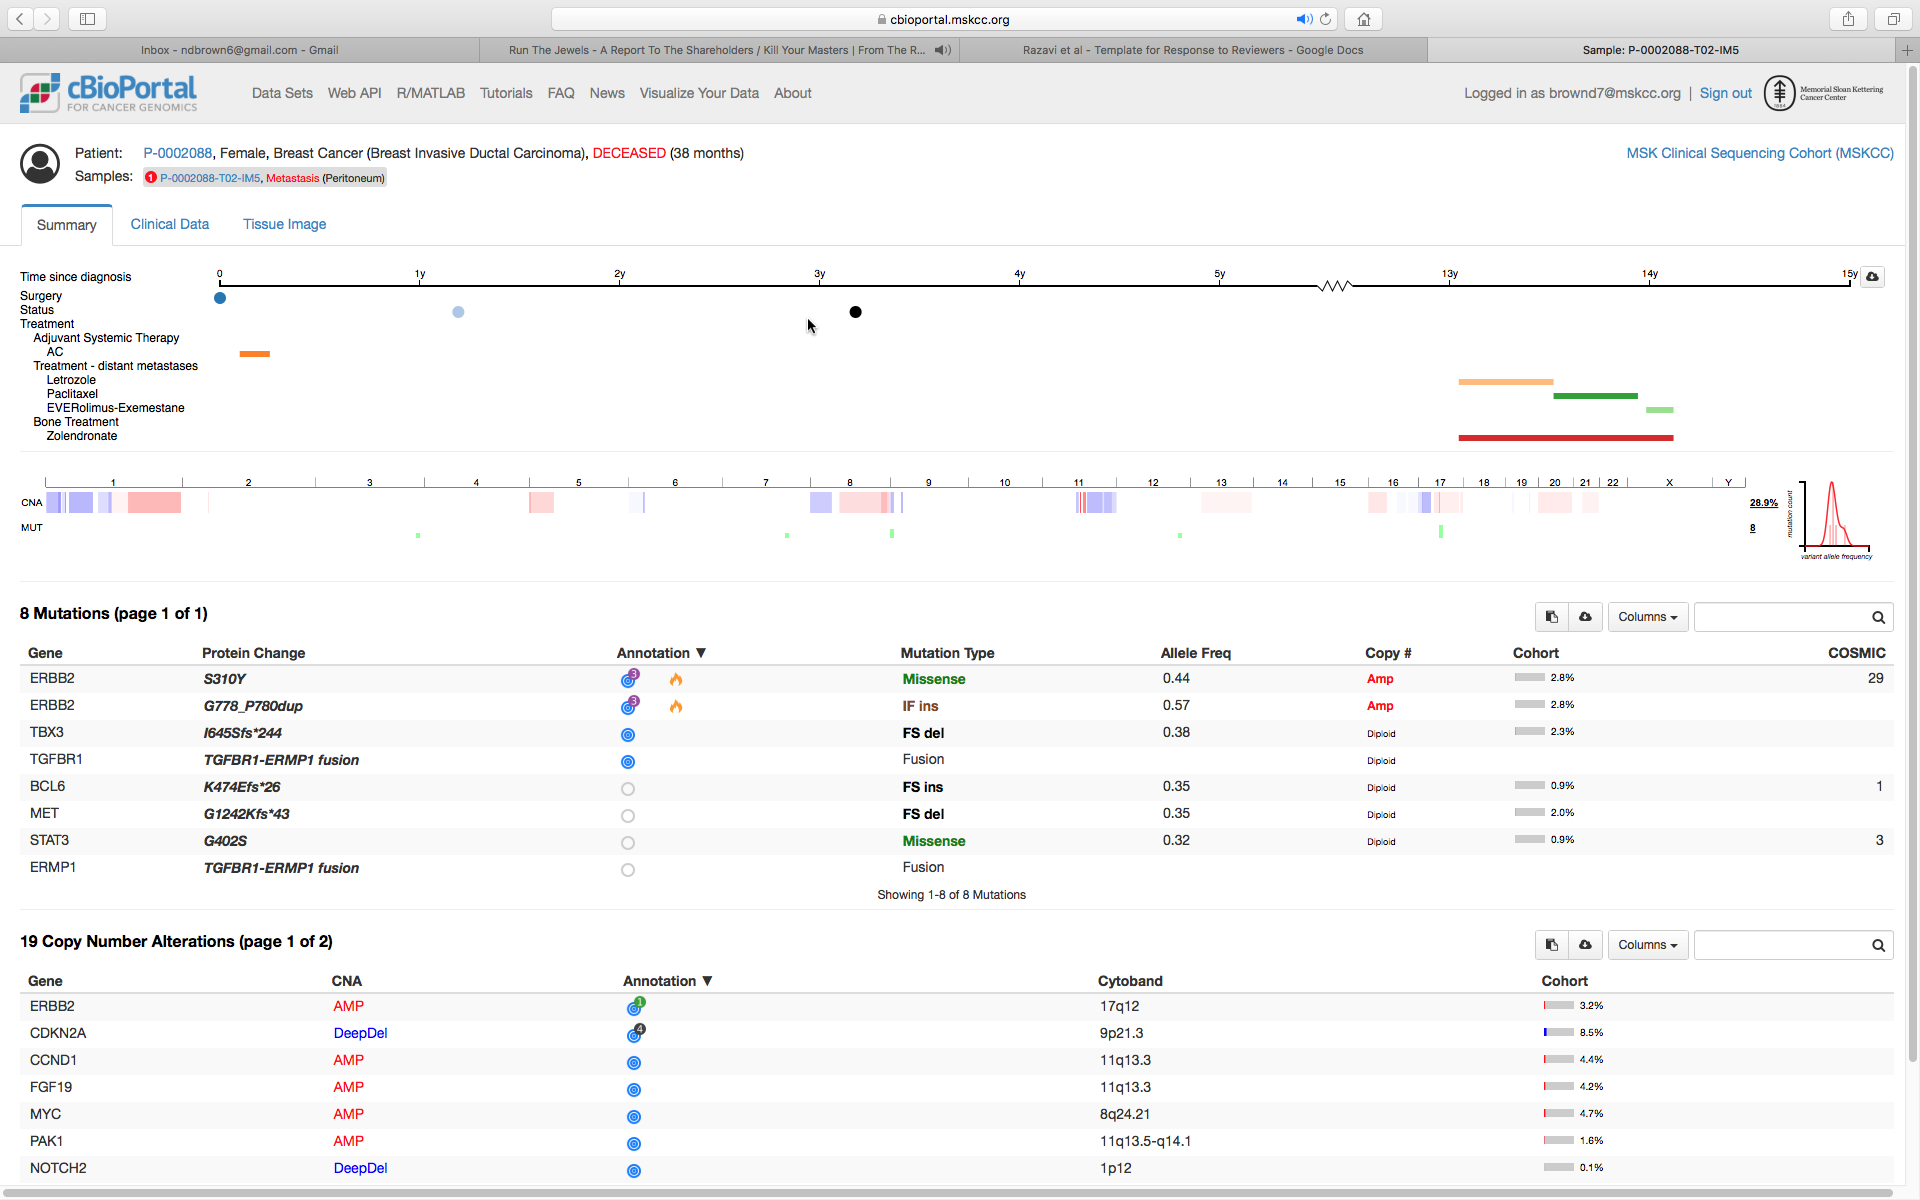 cbioportal.mskcc.org
Inbox - ndbrown6@gmail.com - Gmail
Run The Jewels - A Report To The Shareholders / Kill Your Masters | From The R...
Razavi et al - Template for Response to Reviewers - Google Docs
Sample: P-0002088-T02-IM5
cBioPortal
FOR CANCER GENOMICS
Data Sets Web API R/MATLAB Tutorials FAQ News Visualize Your Data About
Logged in as brownd7@mskcc.org | Sign out
Memorial Sloan Kettering
Cancer Center
Patient: P-0002088, Female, Breast Cancer (Breast Invasive Ductal Carcinoma), DECEASED (38 months)
MSK Clinical Sequencing Cohort (MSKCC)
Samples: 1 P-0002088-T02-IM5, Metastasis (Peritoneum)
Summary Clinical Data Tissue Image
Time since diagnosis 0 1y 2y 3y 4y 5y 13y 14y 15y
Surgery
Status
Treatment
Adjuvant Systemic Therapy
AC
Treatment - distant metastases
Letrozole
Paclitaxel
EVERolimus-Exemestane
Bone Treatment
Zolendronate
1 2 3 4 5 6 7 8 9 10 11 12 13 14 15 16 17 18 19 20 21 22 X Y
CNA 28.9%
MUT 8
mutation count
variant allele frequency
8 Mutations (page 1 of 1)
Columns
Gene Protein Change Annotation ▼ Mutation Type Allele Freq Copy # Cohort COSMIC
ERBB2 S310Y 3 Missense 0.44 Amp 2.8% 29
ERBB2 G778_P780dup 3 IF ins 0.57 Amp 2.8%
TBX3 I645Sfs*244 FS del 0.38 Diploid 2.3%
TGFBR1 TGFBR1-ERMP1 fusion Fusion Diploid
BCL6 K474Efs*26 FS ins 0.35 Diploid 0.9% 1
MET G1242Kfs*43 FS del 0.35 Diploid 2.0%
STAT3 G402S Missense 0.32 Diploid 0.9% 3
ERMP1 TGFBR1-ERMP1 fusion Fusion
Showing 1-8 of 8 Mutations
19 Copy Number Alterations (page 1 of 2)
Columns
Gene CNA Annotation ▼ Cytoband Cohort
ERBB2 AMP 1 17q12 3.2%
CDKN2A DeepDel 4 9p21.3 8.5%
CCND1 AMP 11q13.3 4.4%
FGF19 AMP 11q13.3 4.2%
MYC AMP 8q24.21 4.7%
PAK1 AMP 11q13.5-q14.1 1.6%
NOTCH2 DeepDel 1p12 0.1%